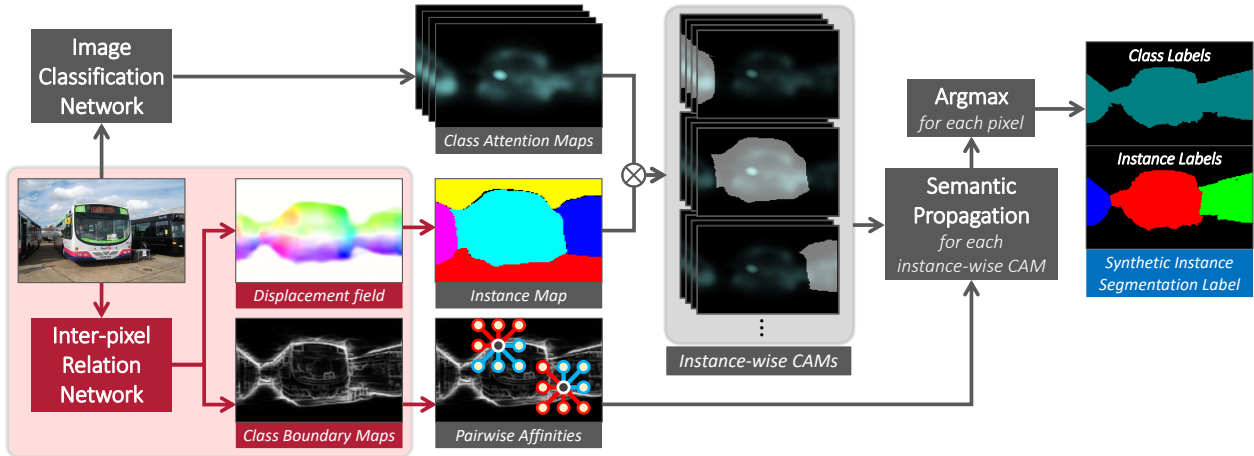 Image
Classification
Network
Class Attention Maps
Displacement field
Instance Map
Inter-pixel
Relation
Network
Class Boundary Maps
Pairwise Affinities
Instance-wise CAMs
Argmax
for each pixel
Semantic
Propagation
for each
instance-wise CAM
Class Labels
Instance Labels
Synthetic Instance
Segmentation Label